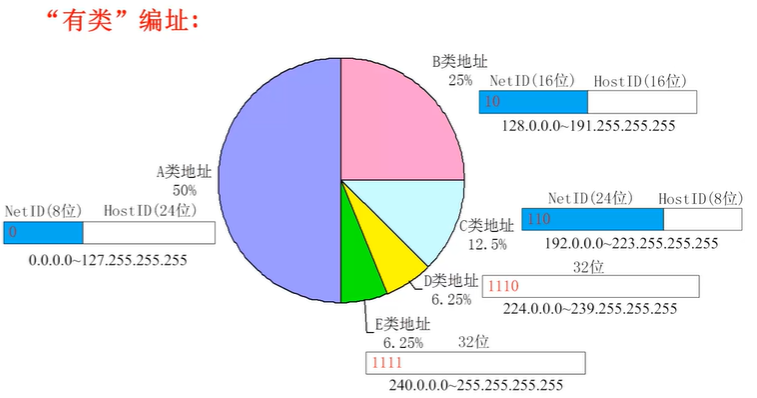 “有类”编址:
B类地址
25%
NetID(16位) HostID(16位)
10
128.0.0.0~191.255.255.255
A类地址
50%
NetID(8位) HostID(24位)
0
0.0.0.0~127.255.255.255
C类地址
12.5%
NetID(24位) HostID(8位)
110
192.0.0.0~223.255.255.255
D类地址
6.25%
32位
1110
224.0.0.0~239.255.255.255
E类地址
6.25%
32位
1111
240.0.0.0~255.255.255.255